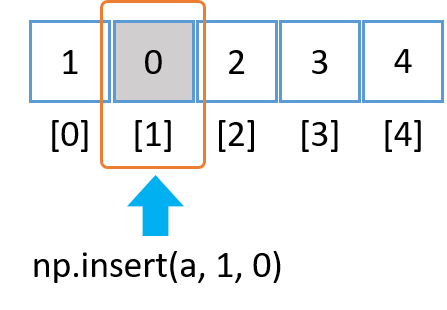 1 0 2 3 4
[0] [1] [2] [3] [4]
np.insert(a, 1, 0)